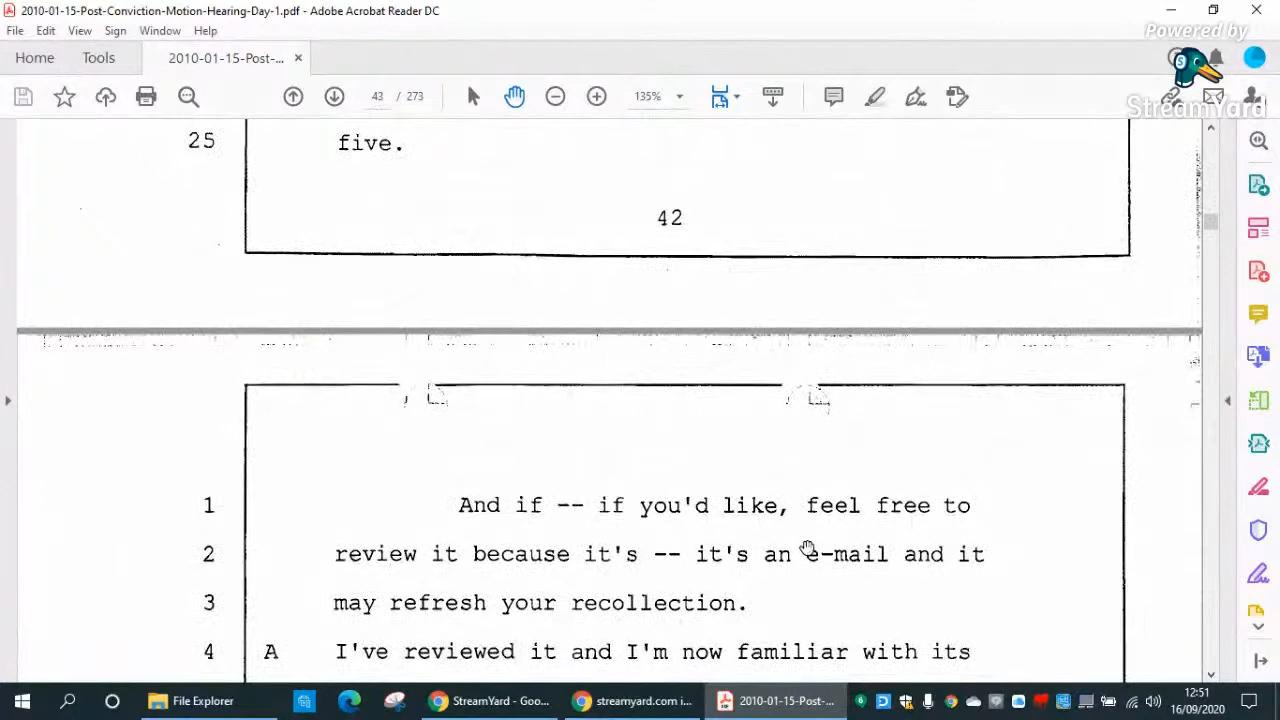 2010-01-15-Post-Conviction-Motion-Hearing-Day-1.pdf - Adobe Acrobat Reader DC
File Edit View Sign Window Help
Powered by
StreamYard
Home Tools 2010-01-15-Post-...
43 / 273 135%
25 five.
42
1 And if -- if you'd like, feel free to
2 review it because it's -- it's an e-mail and it
3 may refresh your recollection.
4 A I've reviewed it and I'm now familiar with its
File Explorer StreamYard - Goo... streamyard.com i... 2010-01-15-Post-...
12:51
16/09/2020